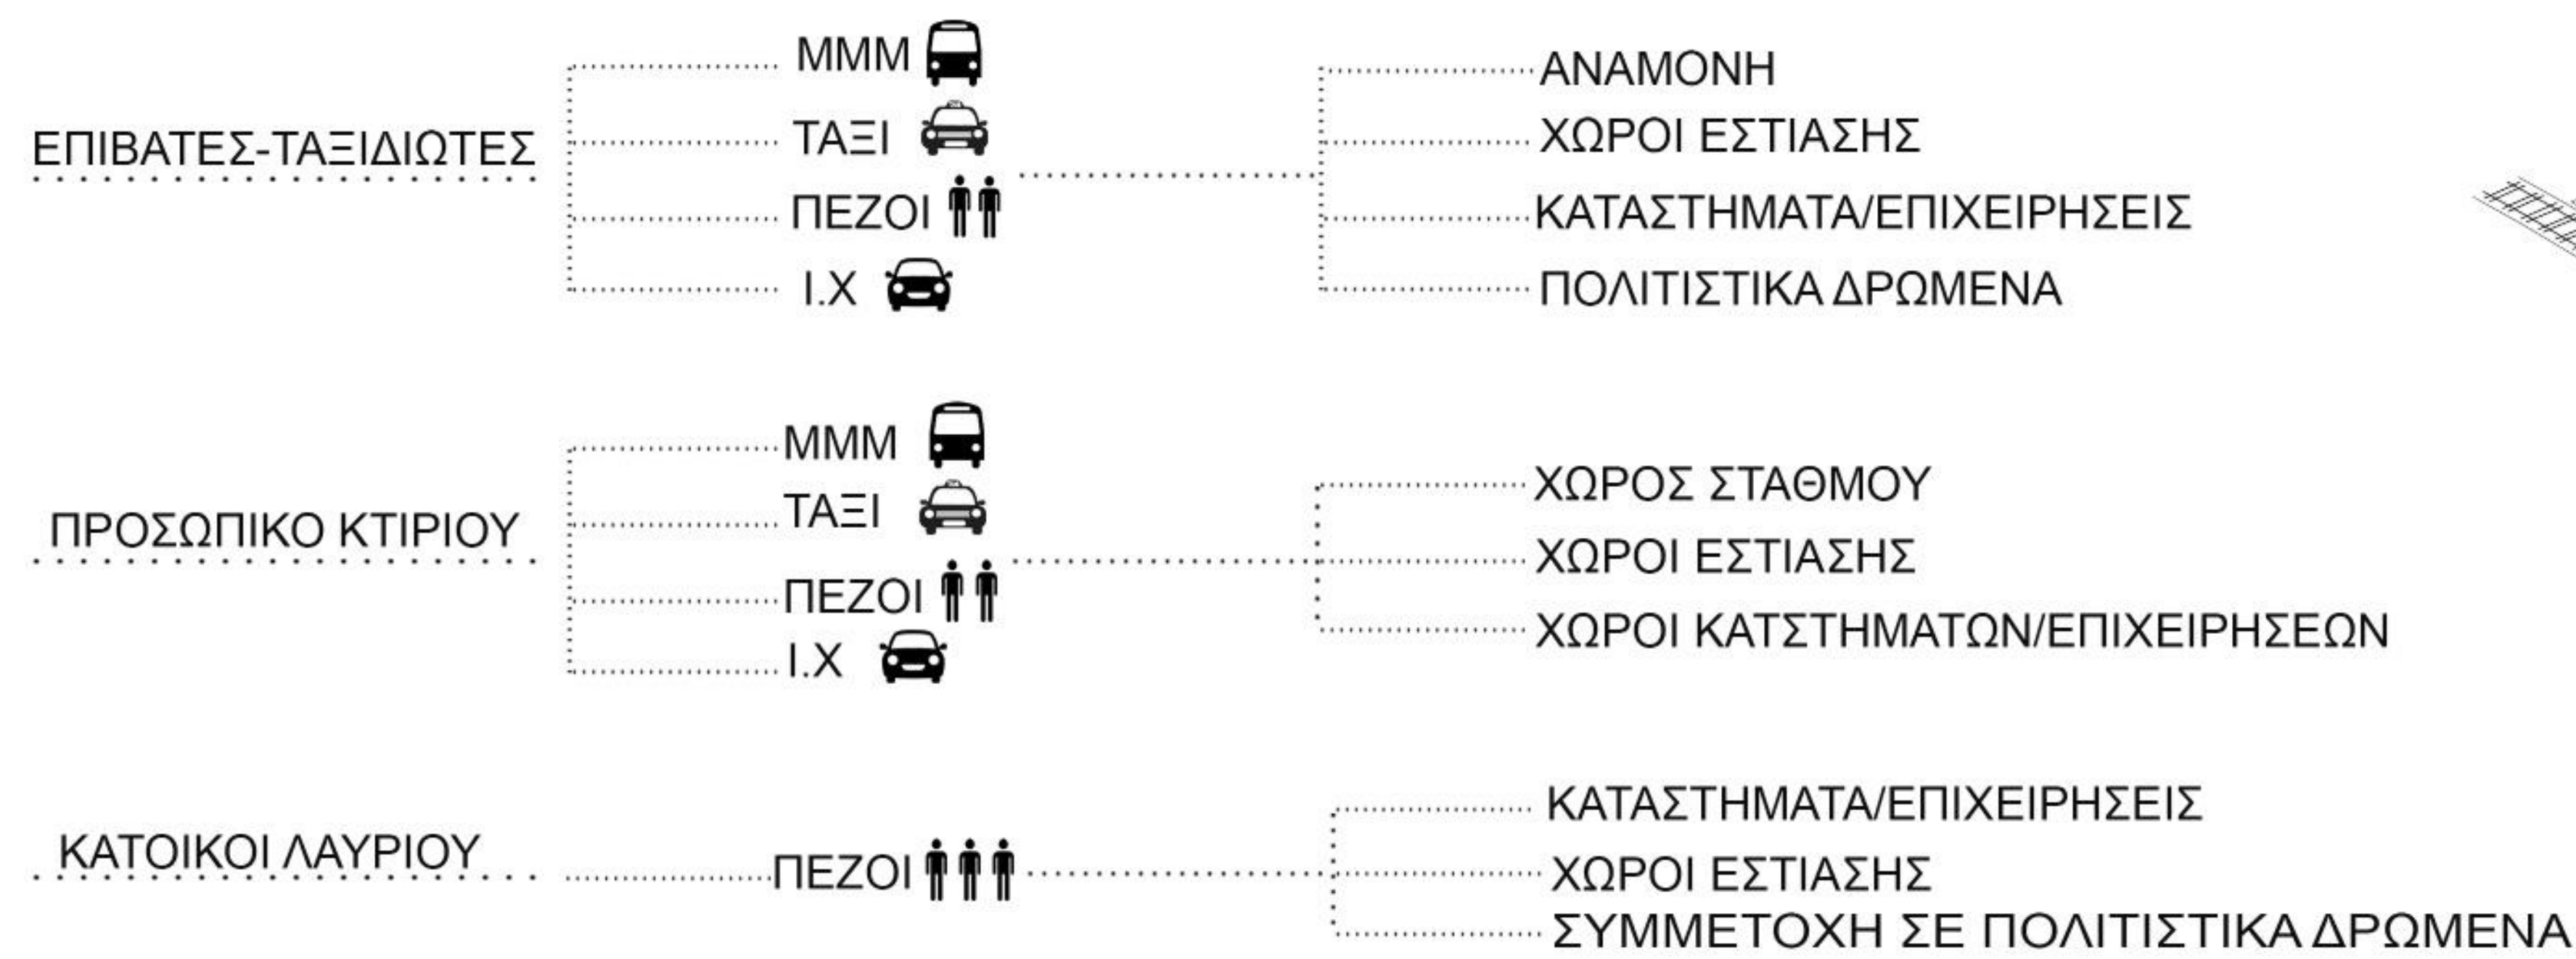 ΕΠΙΒΑΤΕΣ-ΤΑΞΙΔΙΩΤΕΣ
ΜΜΜ
ΤΑΞΙ
ΠΕΖΟΙ
Ι.Χ
ΑΝΑΜΟΝΗ
ΧΩΡΟΙ ΕΣΤΙΑΣΗΣ
ΚΑΤΑΣΤΗΜΑΤΑ/ΕΠΙΧΕΙΡΗΣΕΙΣ
ΠΟΛΙΤΙΣΤΙΚΑ ΔΡΩΜΕΝΑ
ΠΡΟΣΩΠΙΚΟ ΚΤΙΡΙΟΥ
ΜΜΜ
ΤΑΞΙ
ΠΕΖΟΙ
Ι.Χ
ΧΩΡΟΣ ΣΤΑΘΜΟΥ
ΧΩΡΟΙ ΕΣΤΙΑΣΗΣ
ΧΩΡΟΙ ΚΑΤΣΤΗΜΑΤΩΝ/ΕΠΙΧΕΙΡΗΣΕΩΝ
ΚΑΤΟΙΚΟΙ ΛΑΥΡΙΟΥ
ΠΕΖΟΙ
ΚΑΤΑΣΤΗΜΑΤΑ/ΕΠΙΧΕΙΡΗΣΕΙΣ
ΧΩΡΟΙ ΕΣΤΙΑΣΗΣ
ΣΥΜΜΕΤΟΧΗ ΣΕ ΠΟΛΙΤΙΣΤΙΚΑ ΔΡΩΜΕΝΑ